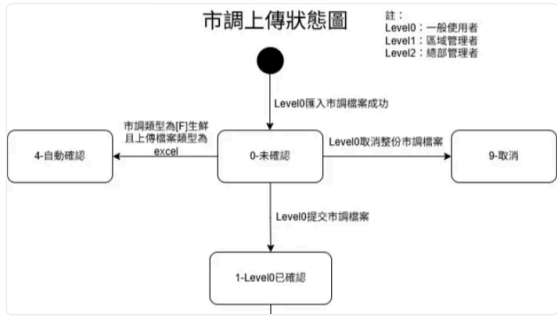 市調上傳狀態圖
註：
Level0：一般使用者
Level1：區域管理者
Level2：總部管理者
Level0匯入市調檔案成功
市調類型為[F]生鮮
且上傳檔案類型為
excel
4-自動確認
0-未確認
Level0取消整份市調檔案
9-取消
Level0提交市調檔案
1-Level0已確認